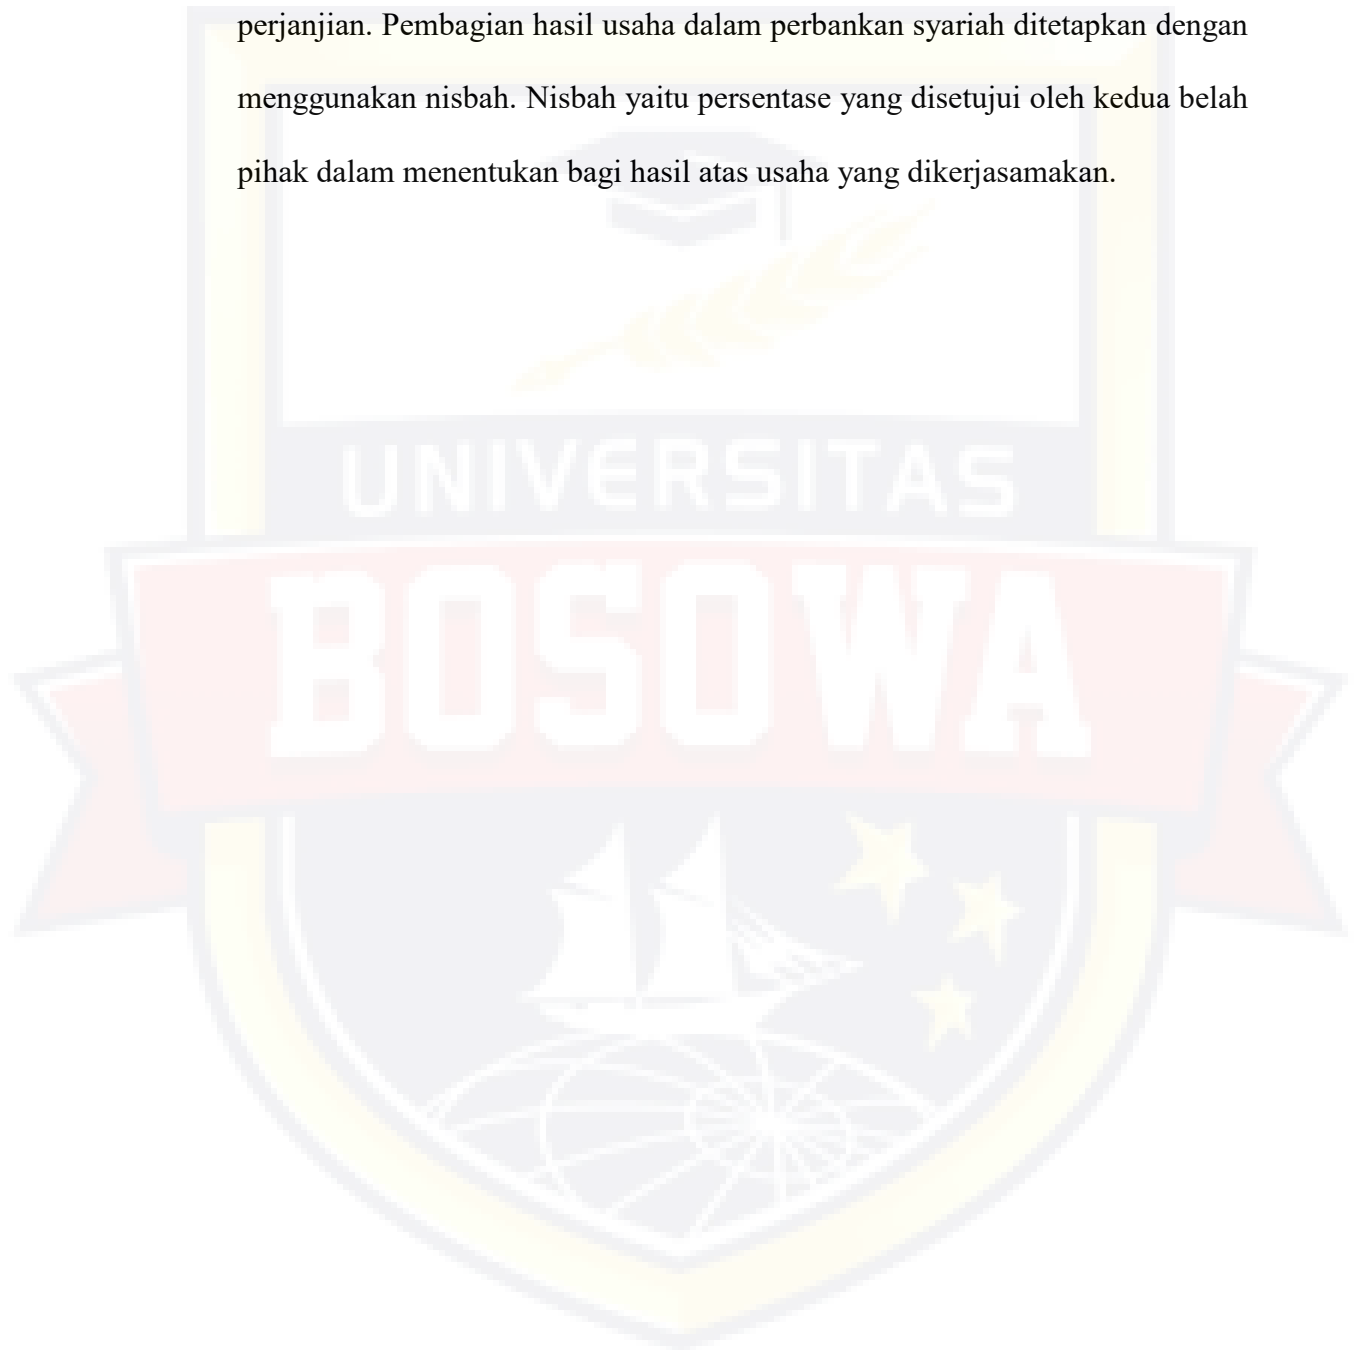 perjanjian. Pembagian hasil usaha dalam perbankan syariah ditetapkan dengan
menggunakan nisbah. Nisbah yaitu persentase yang disetujui oleh kedua belah
pihak dalam menentukan bagi hasil atas usaha yang dikerjasamakan.
UNIVERSITAS
BOSOWA